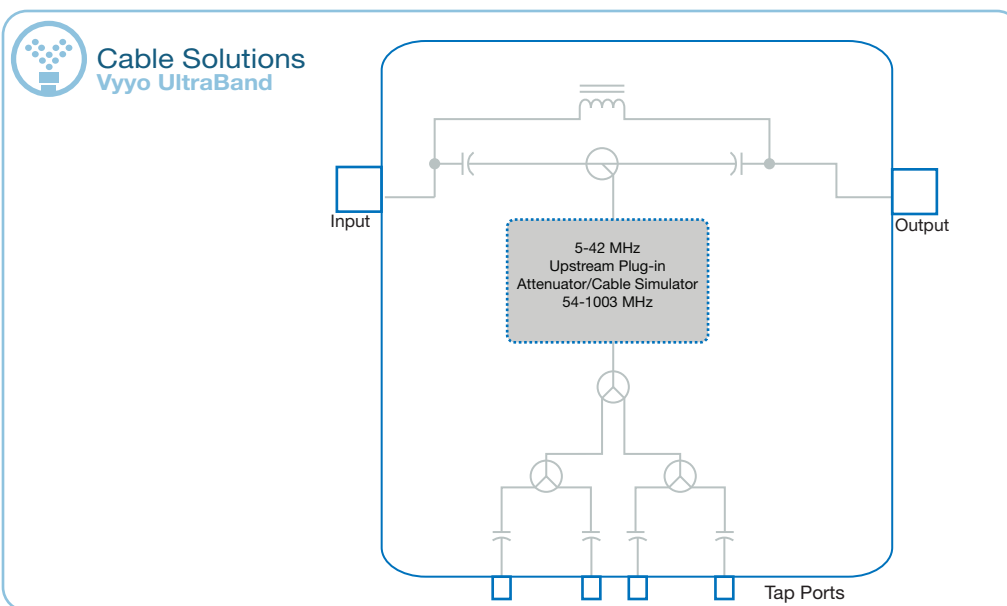 Cable Solutions
Vyyo UltraBand
Input
Output
5-42 MHz
Upstream Plug-in
Attenuator/Cable Simulator
54-1003 MHz
Tap Ports